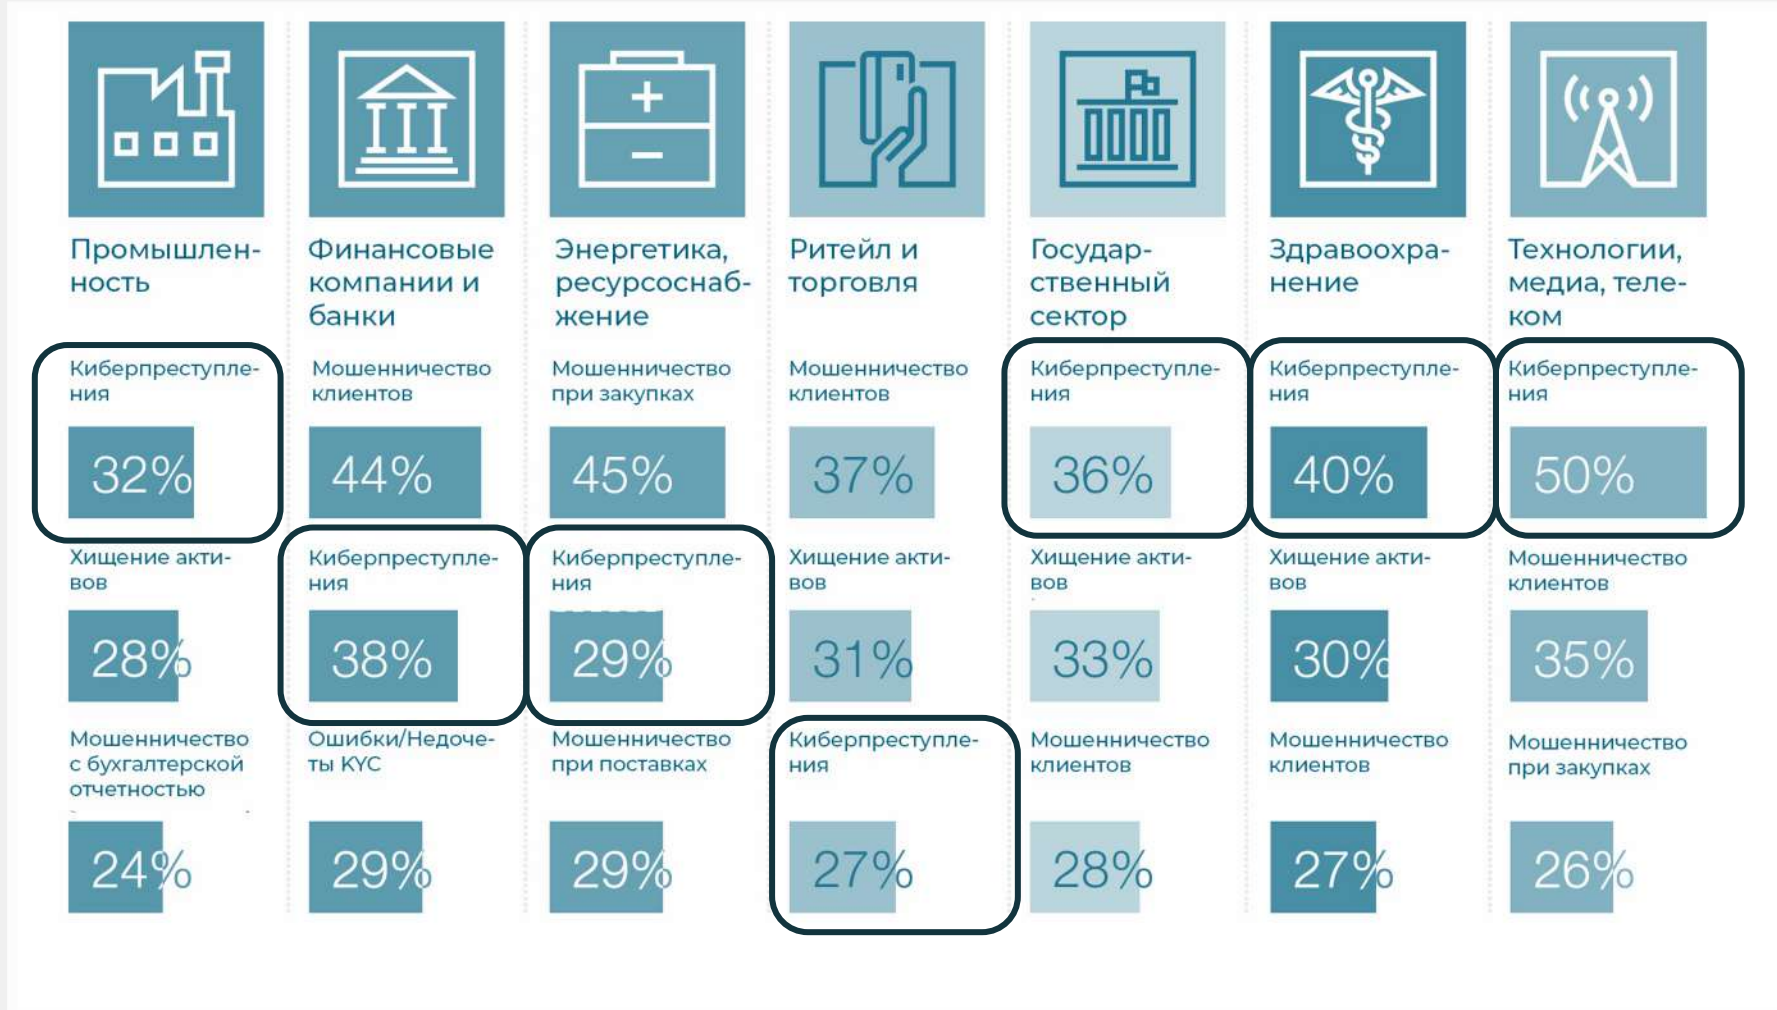 Промышлен-
ность
Финансовые
компании и
банки
Энергетика,
ресурсоснаб-
жение
Ритейл и
торговля
Государ-
ственный
сектор
Здравоохра-
нение
Технологии,
медиа, теле-
ком
Киберпреступле-
ния
32%
Мошенничество
клиентов
44%
Мошенничество
при закупках
45%
Мошенничество
клиентов
37%
Киберпреступле-
ния
36%
Киберпреступле-
ния
40%
Киберпреступле-
ния
50%
Хищение акти-
вов
28%
Киберпреступле-
ния
38%
Киберпреступле-
ния
29%
Хищение акти-
вов
31%
Хищение акти-
вов
33%
Хищение акти-
вов
30%
Мошенничество
клиентов
35%
Мошенничество
с бухгалтерской
отчетностью
24%
Ошибки/Недоче-
ты KYC
29%
Мошенничество
при поставках
29%
Киберпреступле-
ния
27%
Мошенничество
клиентов
28%
Мошенничество
клиентов
27%
Мошенничество
при закупках
26%